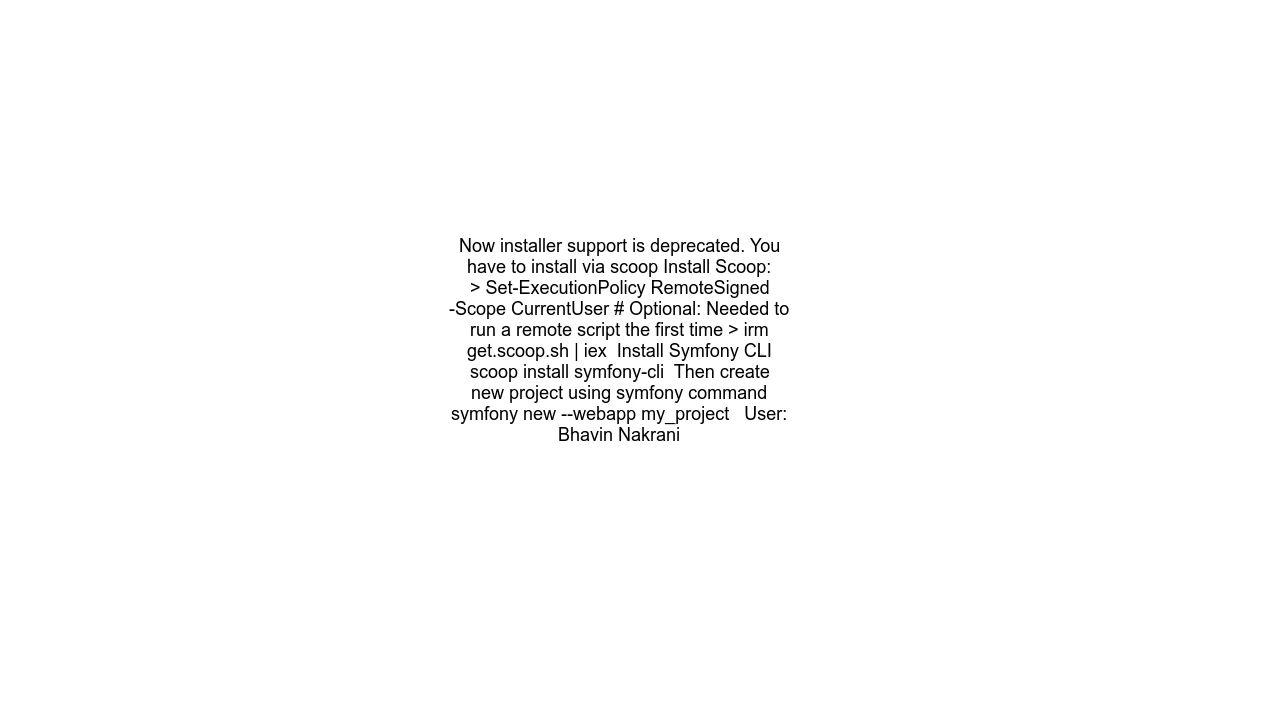 Now installer support is deprecated. You
have to install via scoop Install Scoop:
> Set-ExecutionPolicy RemoteSigned
-Scope CurrentUser # Optional: Needed to
run a remote script the first time > irm
get.scoop.sh | iex  Install Symfony CLI
scoop install symfony-cli  Then create
new project using symfony command
symfony new --webapp my_project   User:
Bhavin Nakrani